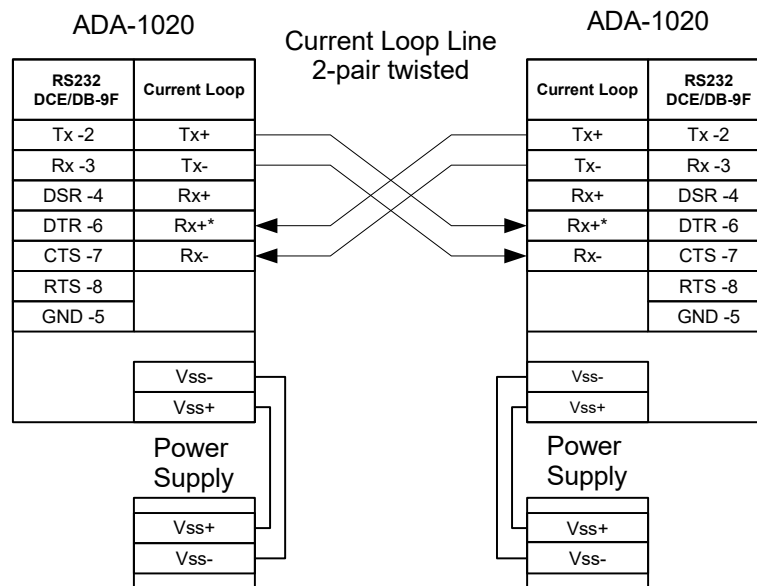 ADA-1020
ADA-1020
Current Loop Line
2-pair twisted
RS232
DCE/DB-9F
Current Loop
Tx -2
Tx+
Rx -3
Tx-
DSR -4
Rx+
DTR -6
Rx+*
CTS -7
Rx-
RTS -8
GND -5
Vss-
Vss+
Power
Supply
Vss+
Vss-
Current Loop
RS232
DCE/DB-9F
Tx+
Tx -2
Tx-
Rx -3
Rx+
DSR -4
Rx+*
DTR -6
Rx-
CTS -7
RTS -8
GND -5
Vss-
Vss+
Power
Supply
Vss+
Vss-